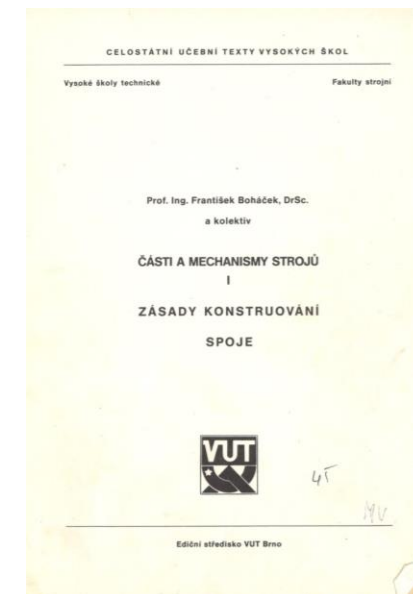 CELOSTÁTNÍ UČEBNÍ TEXTY VYSOKÝCH ŠKOL
Vysoké školy technické Fakulty strojní
Prof. Ing. František Boháček, DrSc.
a kolektiv
ČÁSTI A MECHANISMY STROJŮ
I
ZÁSADY KONSTRUOVÁNÍ
SPOJE
VUT
Ediční středisko VUT Brno